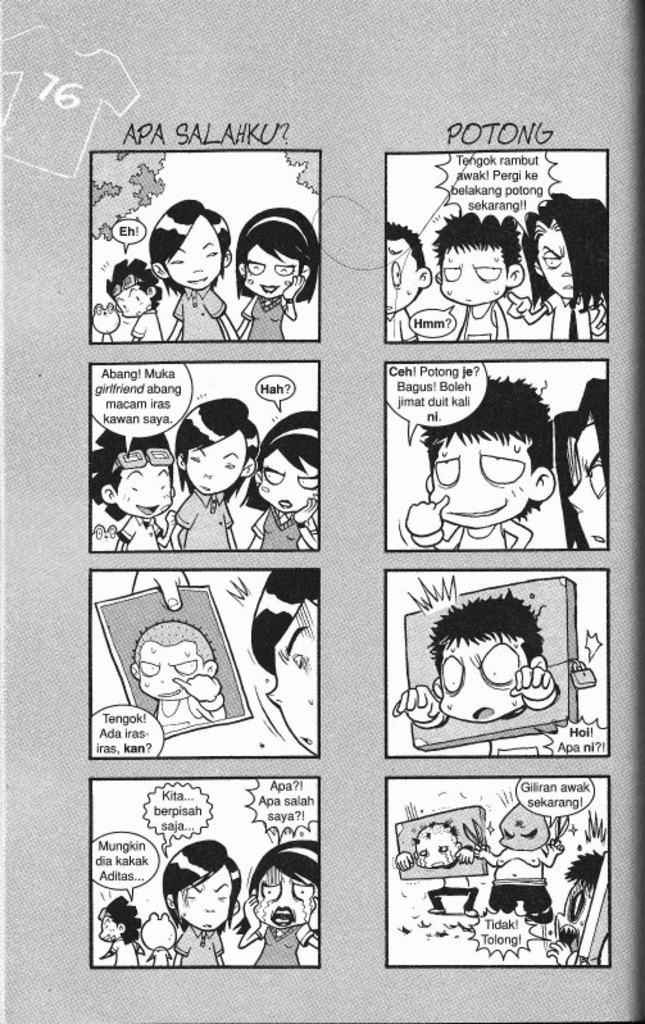 76
APA SALAHKU?
Eh!
Abang! Muka
girlfriend abang
macam iras
kawan saya.
Hah?
Tengok!
Ada iras-
iras, kan?
Mungkin
dia kakak
Aditas...
Kita...
berpisah
saja...
Apa?!
Apa salah
saya?!
POTONG
Tengok rambut
awak! Pergi ke
belakang potong
sekarang!!
Hmm?
Ceh! Potong je?
Bagus! Boleh
jimat duit kali
ni.
Hoi!
Apa ni?!
Giliran awak
sekarang!
Tidak!
Tolong!